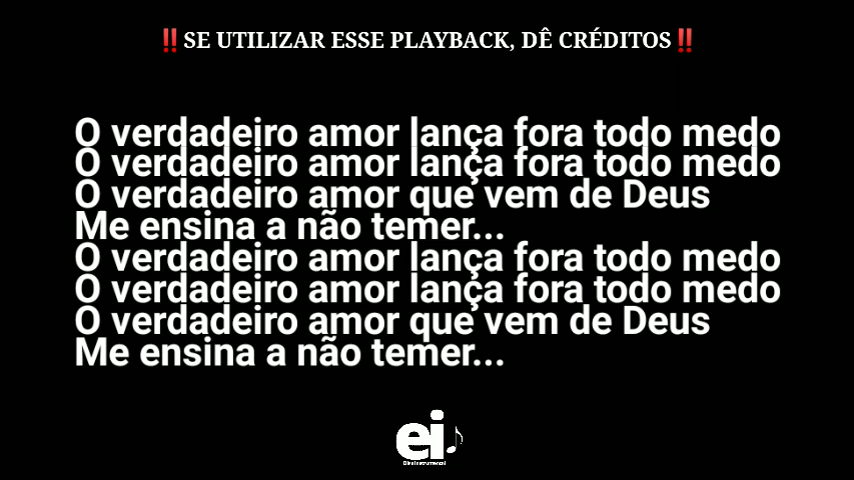 ‼️SE UTILIZAR ESSE PLAYBACK, DÊ CRÉDITOS‼️
O verdadeiro amor lança fora todo medo
O verdadeiro amor lança fora todo medo
O verdadeiro amor que vem de Deus
Me ensina a não temer...
O verdadeiro amor lança fora todo medo
O verdadeiro amor lança fora todo medo
O verdadeiro amor que vem de Deus
Me ensina a não temer...
ei